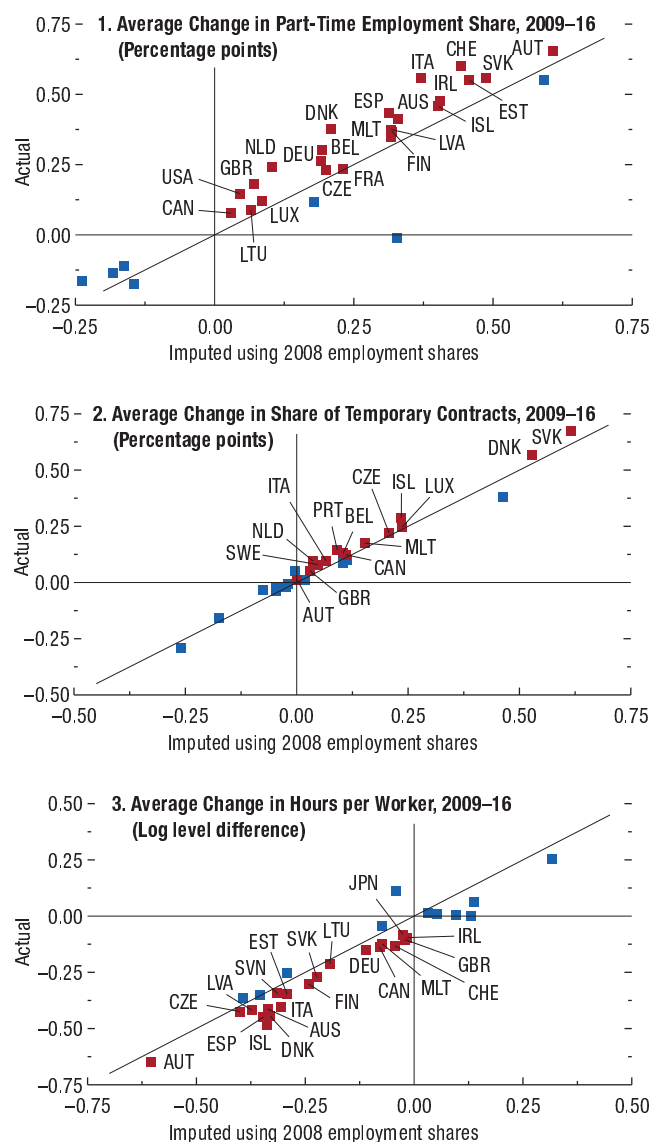 1. Average Change in Part-Time Employment Share, 2009–16
(Percentage points)
0.75
0.50
0.25
0.00
–0.25
Actual
AUT
CHE
SVK
ITA
IRL
EST
ESP
AUS
ISL
DNK
MLT
LVA
FIN
NLD
DEU
BEL
GBR
USA
CZE
FRA
CAN
LUX
LTU
–0.25
0.00
0.25
0.50
0.75
Imputed using 2008 employment shares
2. Average Change in Share of Temporary Contracts, 2009–16
(Percentage points)
0.75
0.50
0.25
0.00
–0.25
–0.50
Actual
DNK
SVK
CZE
ISL
LUX
ITA
PRT
BEL
NLD
SWE
MLT
CAN
GBR
AUT
–0.50
–0.25
0.00
0.25
0.50
0.75
Imputed using 2008 employment shares
3. Average Change in Hours per Worker, 2009–16
(Log level difference)
0.50
0.25
0.00
–0.25
–0.50
–0.75
Actual
JPN
IRL
GBR
CHE
MLT
CAN
DEU
LTU
SVK
EST
SVN
FIN
LVA
CZE
ITA
AUS
ESP
ISL
DNK
AUT
–0.75
–0.50
–0.25
0.00
0.25
0.50
Imputed using 2008 employment shares